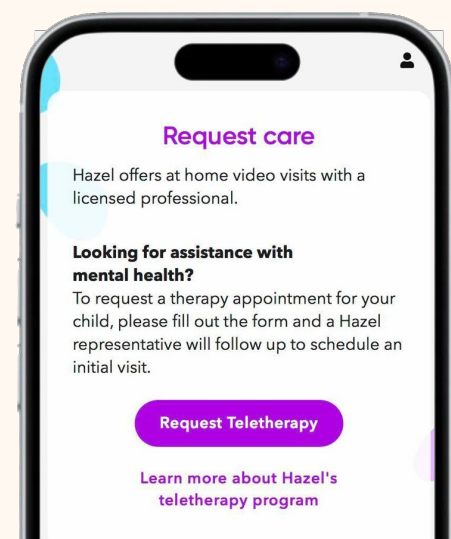 Request care
Hazel offers at home video visits with a
licensed professional.
Looking for assistance with
mental health?
To request a therapy appointment for your
child, please fill out the form and a Hazel
representative will follow up to schedule an
initial visit.
Request Teletherapy
Learn more about Hazel's
teletherapy program